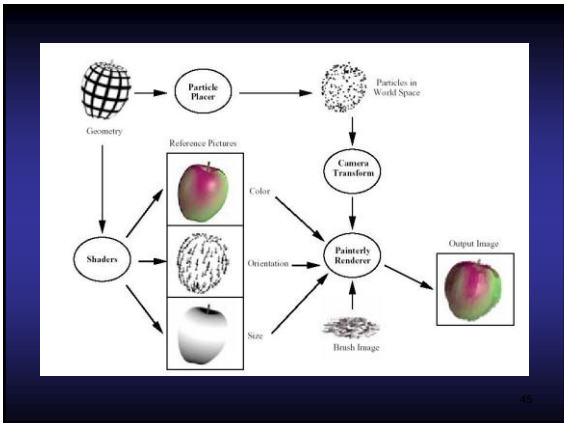 Particle
Placer
Particles in
World Space
Geometry
Reference Pictures
Camera
Transform
Color
Shaders
Orientation
Painterly
Renderer
Output Image
Size
Brush Image
45